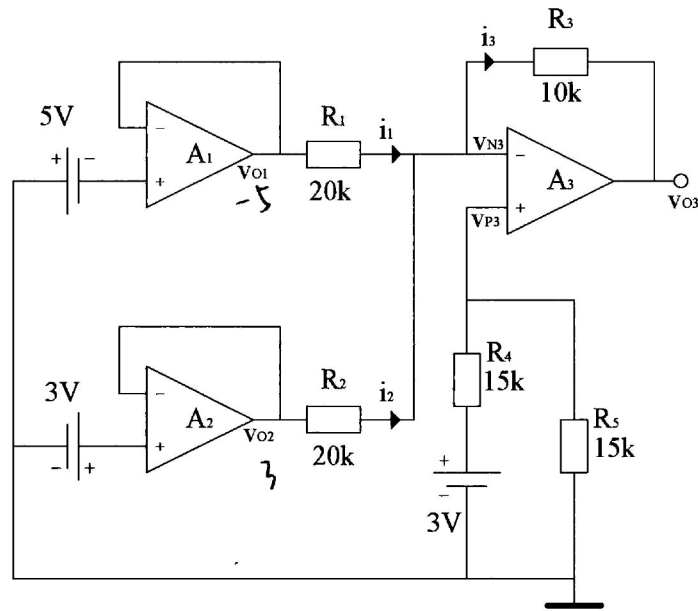 R₃
i₃
10k
5V
+ −
−
A₁
+
vO1
-5
R₁
i₁
20k
vN3
−
A₃
+
vP3
vO3
3V
− +
−
A₂
+
vO2
3
R₂
i₂
20k
R₄
15k
+
−
3V
R₅
15k